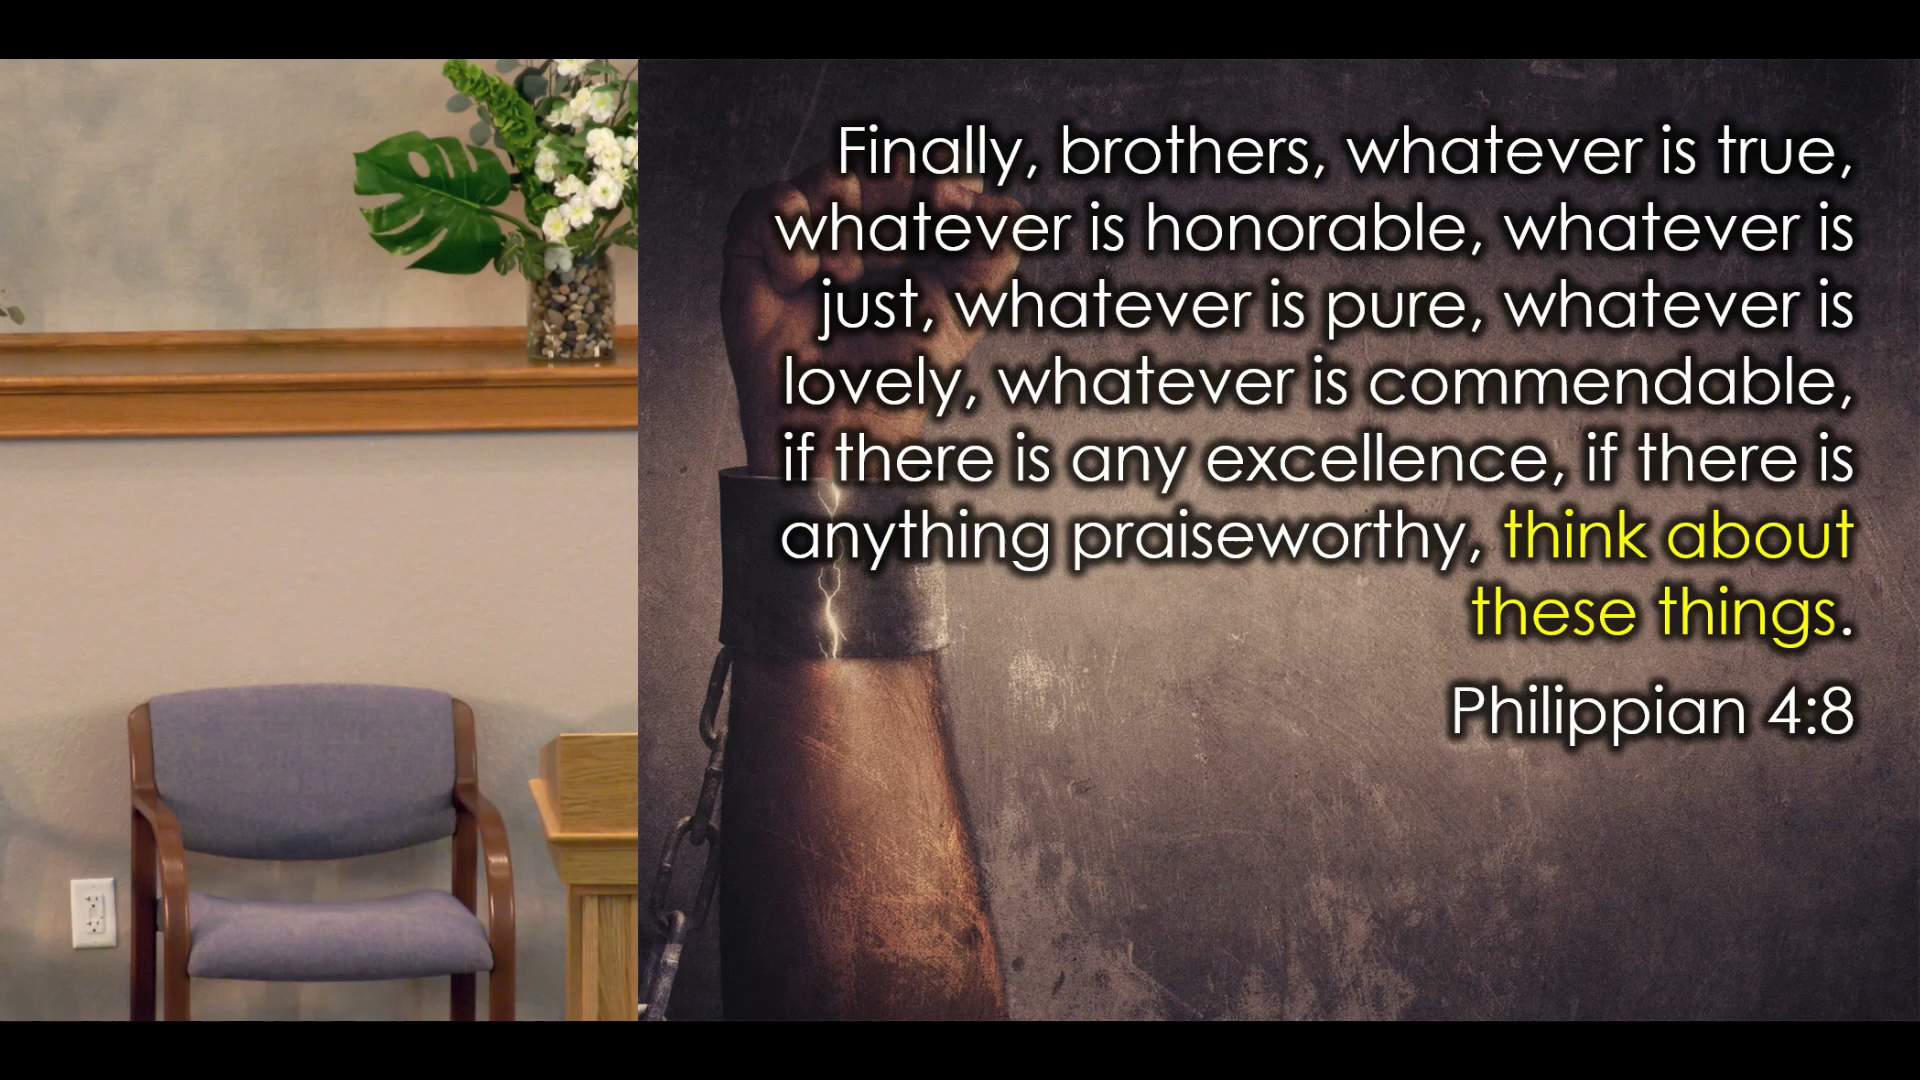 Finally, brothers, whatever is true,
whatever is honorable, whatever is
just, whatever is pure, whatever is
lovely, whatever is commendable,
if there is any excellence, if there is
anything praiseworthy, think about
these things.
Philippian 4:8